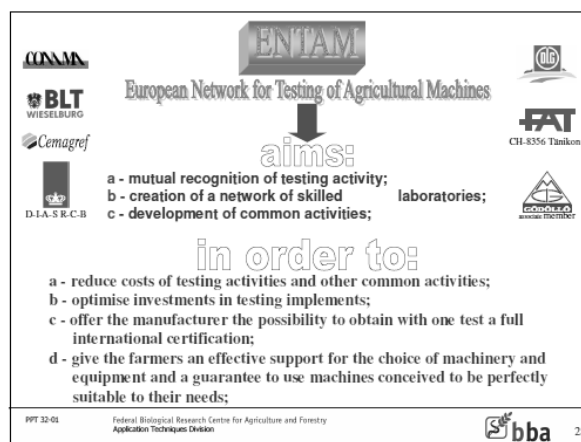 ENTAM
European Network for Testing of Agricultural Machines
BLT
WIESELBURG
Cemagref
D-I-A-S R-C-B
DLG
FAT
CH-8356 Tänikon
GÖDÖLLŐ
associate member
aims:
a - mutual recognition of testing activity;
b - creation of a network of skilled laboratories;
c - development of common activities;
in order to:
a - reduce costs of testing activities and other common activities;
b - optimise investments in testing implements;
c - offer the manufacturer the possibility to obtain with one test a full
international certification;
d - give the farmers an effective support for the choice of machinery and
equipment and a guarantee to use machines conceived to be perfectly
suitable to their needs;
PPT 32-01
Federal Biological Research Centre for Agriculture and Forestry
Application Techniques Division
bba
2